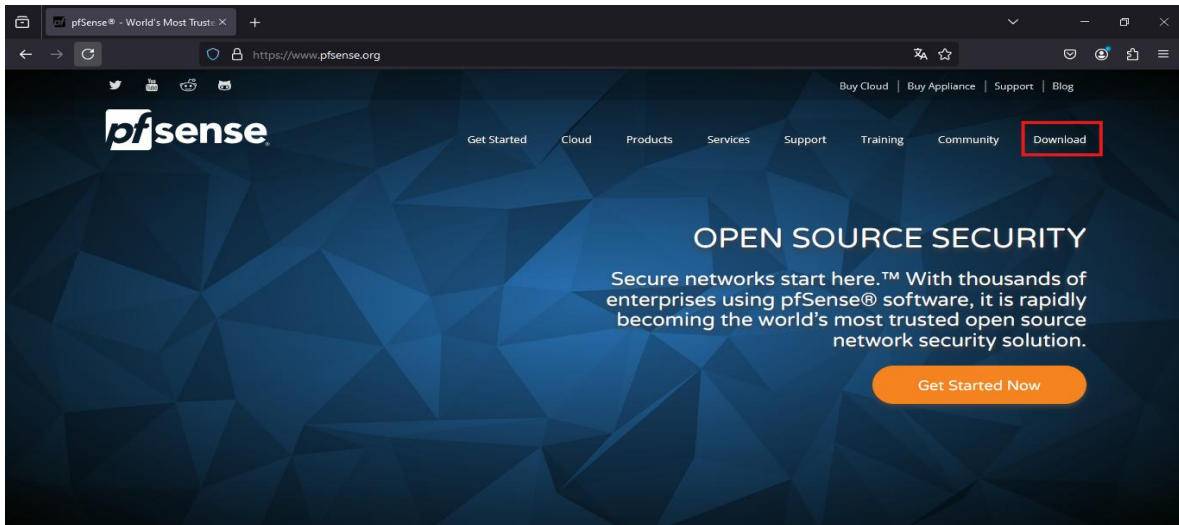 pfSense® - World's Most Truste
https://www.pfsense.org
Buy Cloud | Buy Appliance | Support | Blog
pfsense®
Get Started Cloud Products Services Support Training Community Download
OPEN SOURCE SECURITY
Secure networks start here.™ With thousands of
enterprises using pfSense® software, it is rapidly
becoming the world's most trusted open source
network security solution.
Get Started Now